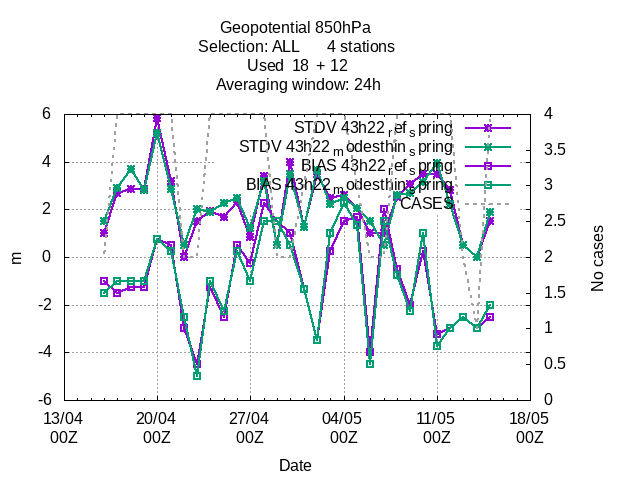 Geopotential 850hPa
Selection: ALL 4 stations
Used 18 + 12
Averaging window: 24h
STDV 43h22_ref_spring
STDV 43h22_modesthin_spring
BIAS 43h22_ref_spring
BIAS 43h22_modesthin_spring
CASES
6
4
2
0
-2
-4
-6
m
4
3.5
3
2.5
2
1.5
1
0.5
0
No cases
13/04 20/04 27/04 04/05 11/05 18/05
00Z 00Z 00Z 00Z 00Z 00Z
Date